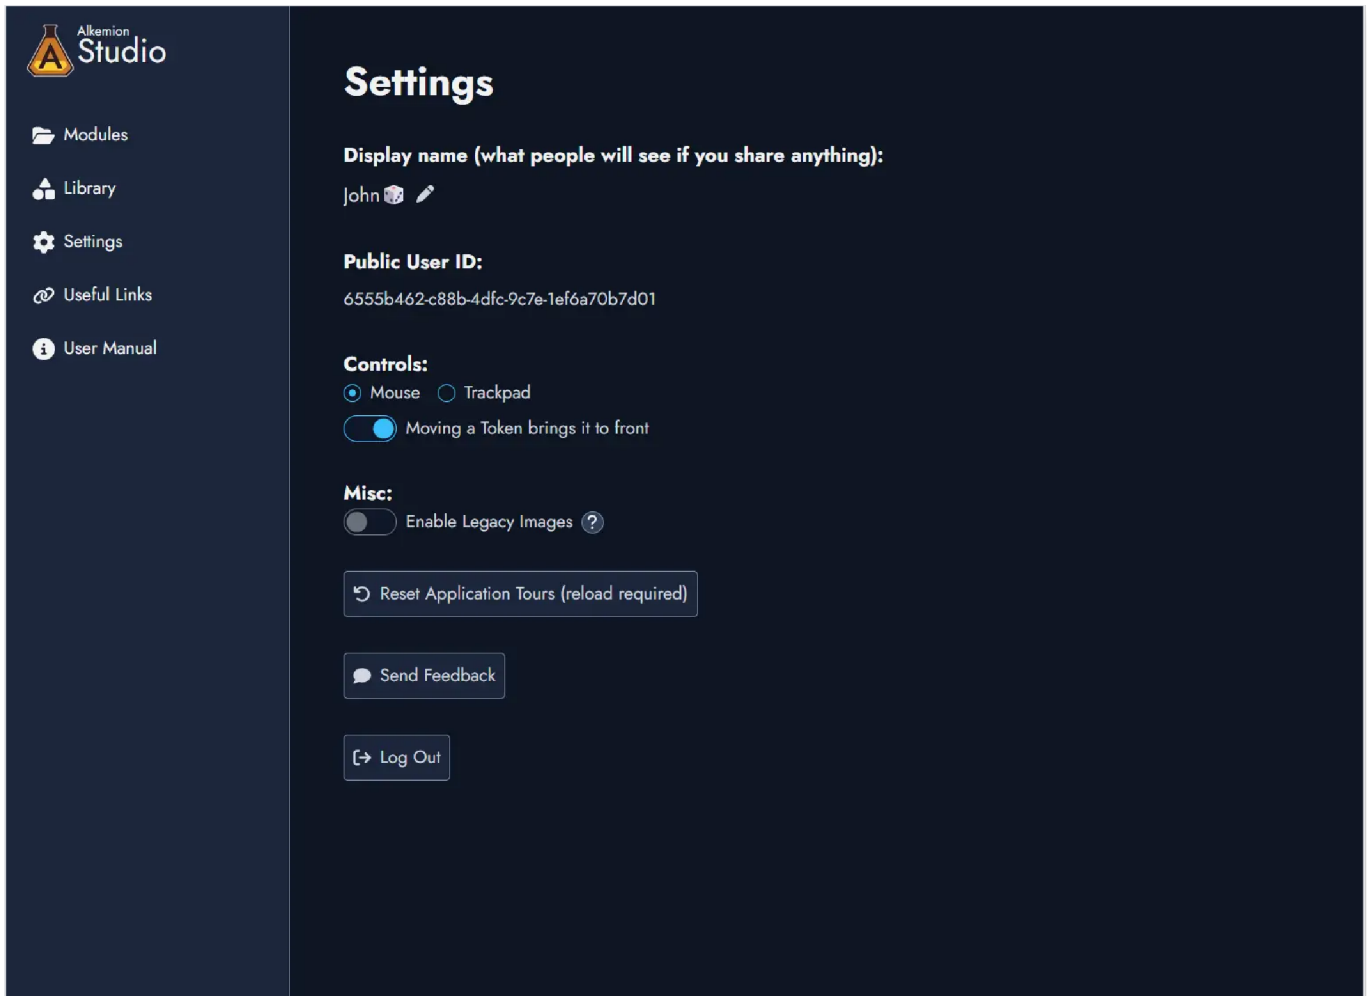 Alkemion
Studio
Modules
Library
Settings
Useful Links
User Manual
Settings
Display name (what people will see if you share anything):
John🎲
Public User ID:
6555b462-c88b-4dfc-9c7e-1ef6a70b7d01
Controls:
Mouse Trackpad
Moving a Token brings it to front
Misc:
Enable Legacy Images ?
Reset Application Tours (reload required)
Send Feedback
Log Out